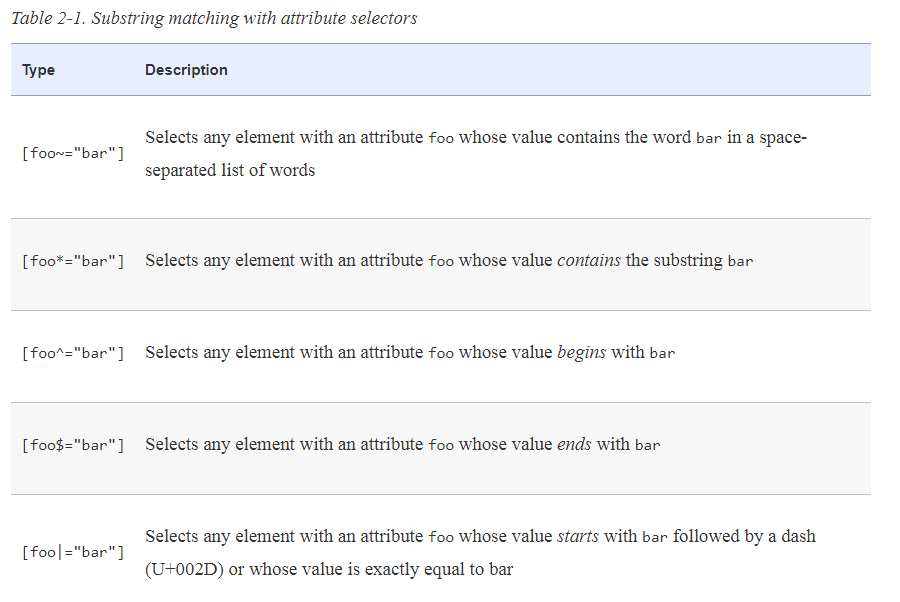 Table 2-1. Substring matching with attribute selectors
Type Description
[foo~="bar"] Selects any element with an attribute foo whose value contains the word bar in a space-
separated list of words
[foo*="bar"] Selects any element with an attribute foo whose value contains the substring bar
[foo^="bar"] Selects any element with an attribute foo whose value begins with bar
[foo$="bar"] Selects any element with an attribute foo whose value ends with bar
[foo|="bar"] Selects any element with an attribute foo whose value starts with bar followed by a dash
(U+002D) or whose value is exactly equal to bar